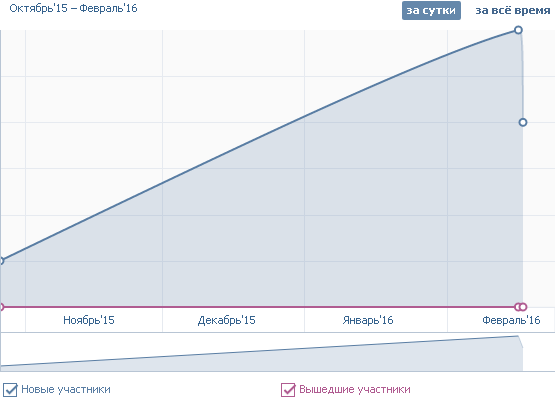 Октябрь'15 – Февраль'16
за сутки
за всё время
Ноябрь'15
Декабрь'15
Январь'16
Февраль'16
Новые участники
Вышедшие участники